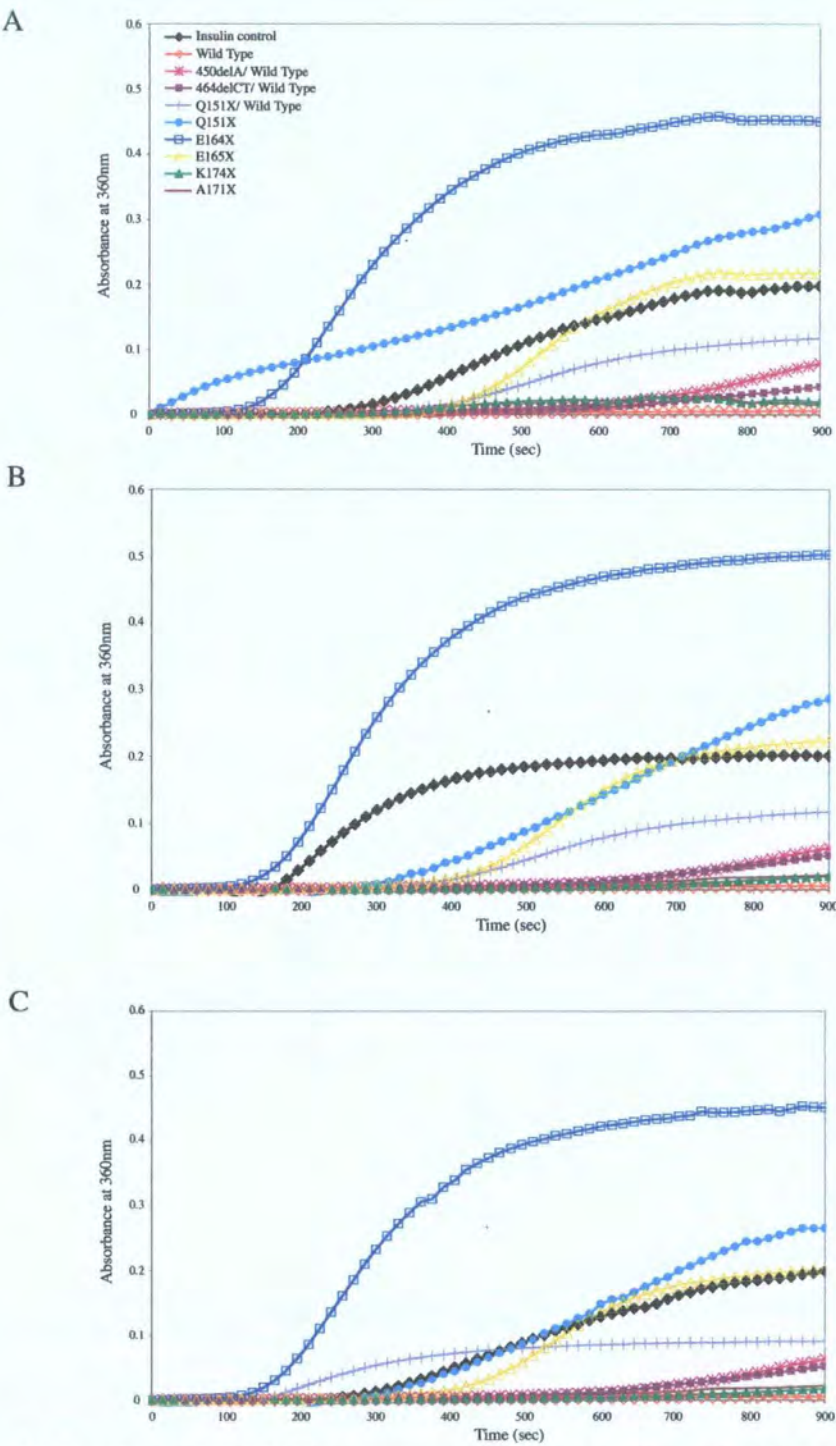 A
Insulin control
Wild Type
450delA/ Wild Type
464delCT/ Wild Type
Q151X/ Wild Type
Q151X
E164X
E165X
K174X
A171X
Absorbance at 360nm
0.6
0.5
0.4
0.3
0.2
0.1
0
0 100 200 300 400 500 600 700 800 900
Time (sec)
B
Absorbance at 360nm
0.6
0.5
0.4
0.3
0.2
0.1
0
0 100 200 300 400 500 600 700 800 900
Time (sec)
C
Absorbance at 360nm
0.6
0.5
0.4
0.3
0.2
0.1
0
0 100 200 300 400 500 600 700 800 900
Time (sec)